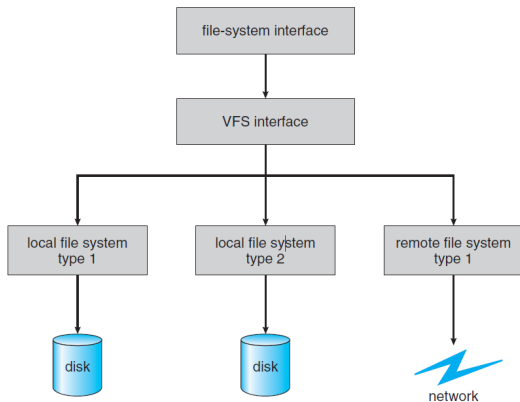 file-system interface
VFS interface
local file system
type 1
local file system
type 2
remote file system
type 1
disk
disk
network